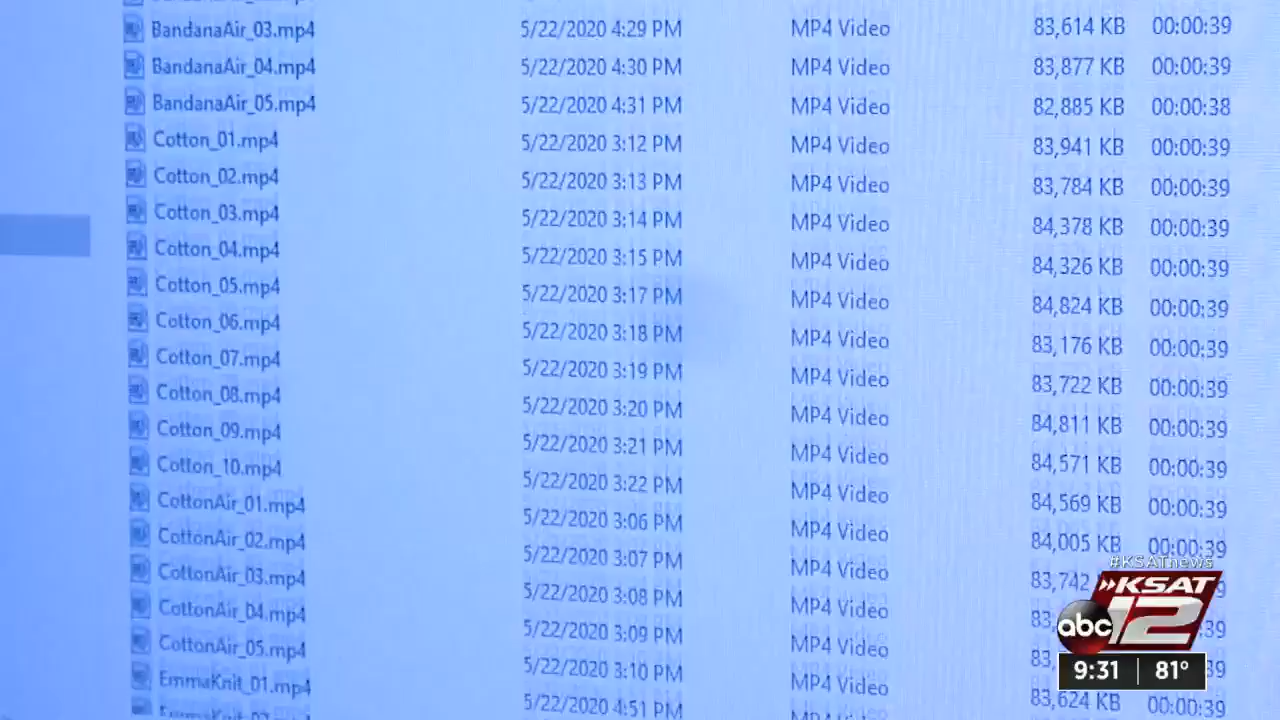 BandanaAir_03.mp4 5/22/2020 4:29 PM MP4 Video 83,614 KB 00:00:39
BandanaAir_04.mp4 5/22/2020 4:30 PM MP4 Video 83,877 KB 00:00:39
BandanaAir_05.mp4 5/22/2020 4:31 PM MP4 Video 82,885 KB 00:00:38
Cotton_01.mp4 5/22/2020 3:12 PM MP4 Video 83,941 KB 00:00:39
Cotton_02.mp4 5/22/2020 3:13 PM MP4 Video 83,784 KB 00:00:39
Cotton_03.mp4 5/22/2020 3:14 PM MP4 Video 84,378 KB 00:00:39
Cotton_04.mp4 5/22/2020 3:15 PM MP4 Video 84,326 KB 00:00:39
Cotton_05.mp4 5/22/2020 3:17 PM MP4 Video 84,824 KB 00:00:39
Cotton_06.mp4 5/22/2020 3:18 PM MP4 Video 83,176 KB 00:00:39
Cotton_07.mp4 5/22/2020 3:19 PM MP4 Video 83,722 KB 00:00:39
Cotton_08.mp4 5/22/2020 3:20 PM MP4 Video 84,811 KB 00:00:39
Cotton_09.mp4 5/22/2020 3:21 PM MP4 Video 84,571 KB 00:00:39
Cotton_10.mp4 5/22/2020 3:22 PM MP4 Video 84,569 KB 00:00:39
CottonAir_01.mp4 5/22/2020 3:06 PM MP4 Video 84,005 KB 00:00:39
CottonAir_02.mp4 5/22/2020 3:07 PM MP4 Video 83,742
CottonAir_03.mp4 5/22/2020 3:08 PM MP4 Video 83, :39
CottonAir_04.mp4 5/22/2020 3:09 PM MP4 Video 83,
CottonAir_05.mp4 5/22/2020 3:10 PM MP4 Video 83,624 KB 00:00:39
EmmaKnit_01.mp4 5/22/2020 4:51 PM
#KSATnews
KSAT
abc 12
9:31 81°